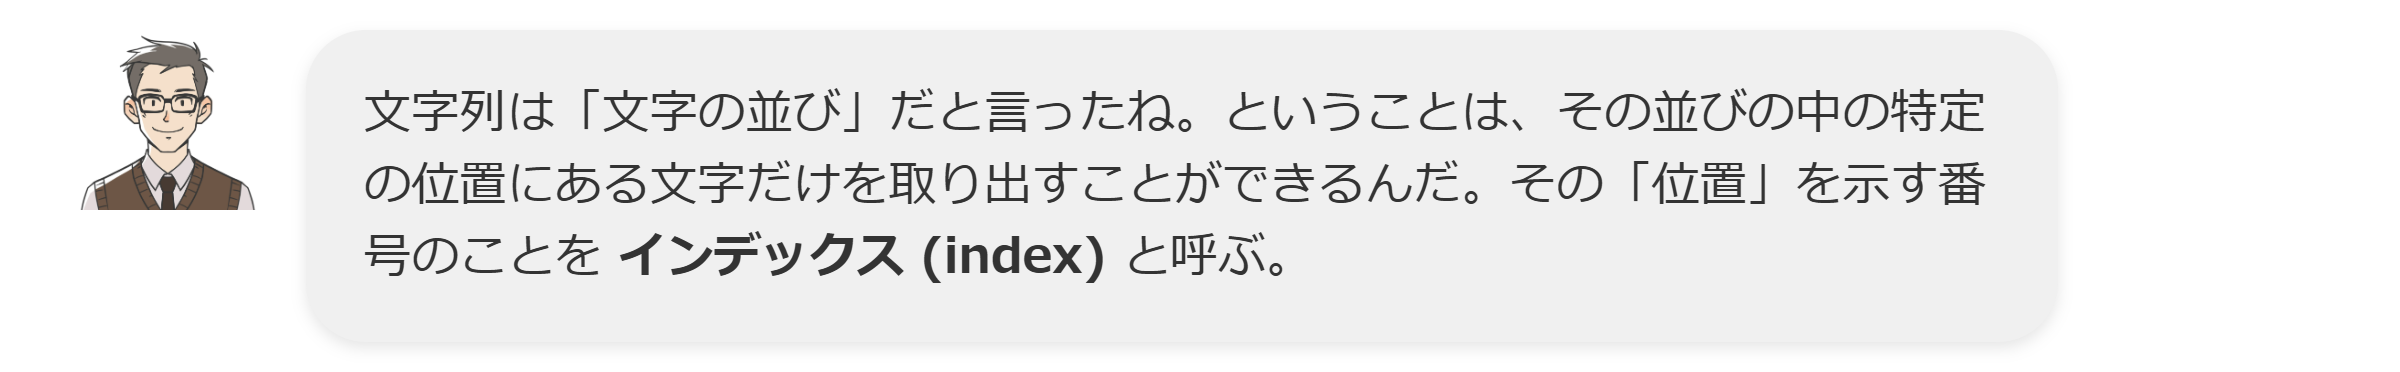 文字列は「文字の並び」だと言ったね。ということは、その並びの中の特定
の位置にある文字だけを取り出すことができるんだ。その「位置」を示す番
号のことを インデックス (index) と呼ぶ。